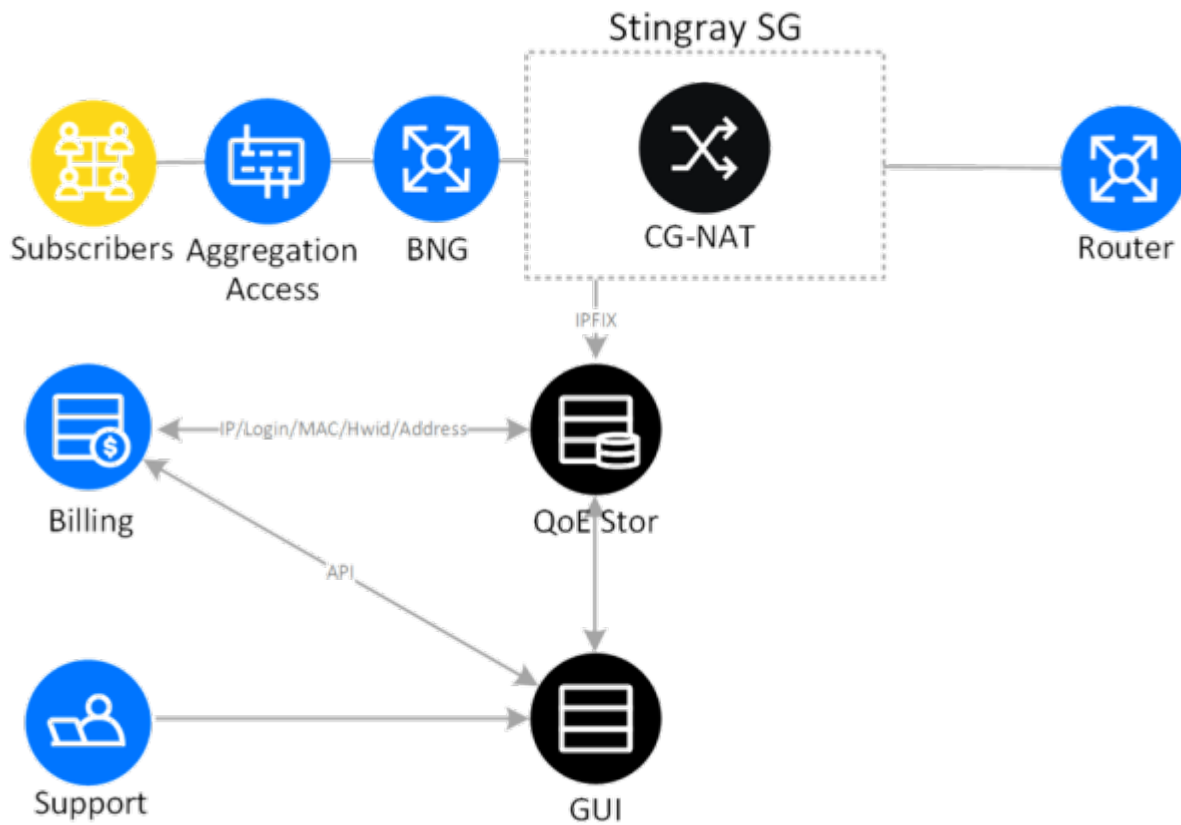 Stingray SG
Subscribers
Aggregation
Access
BNG
CG-NAT
Router
IPFIX
Billing
IP/Login/MAC/Hwid/Address
QoE Stor
API
Support
GUI
$